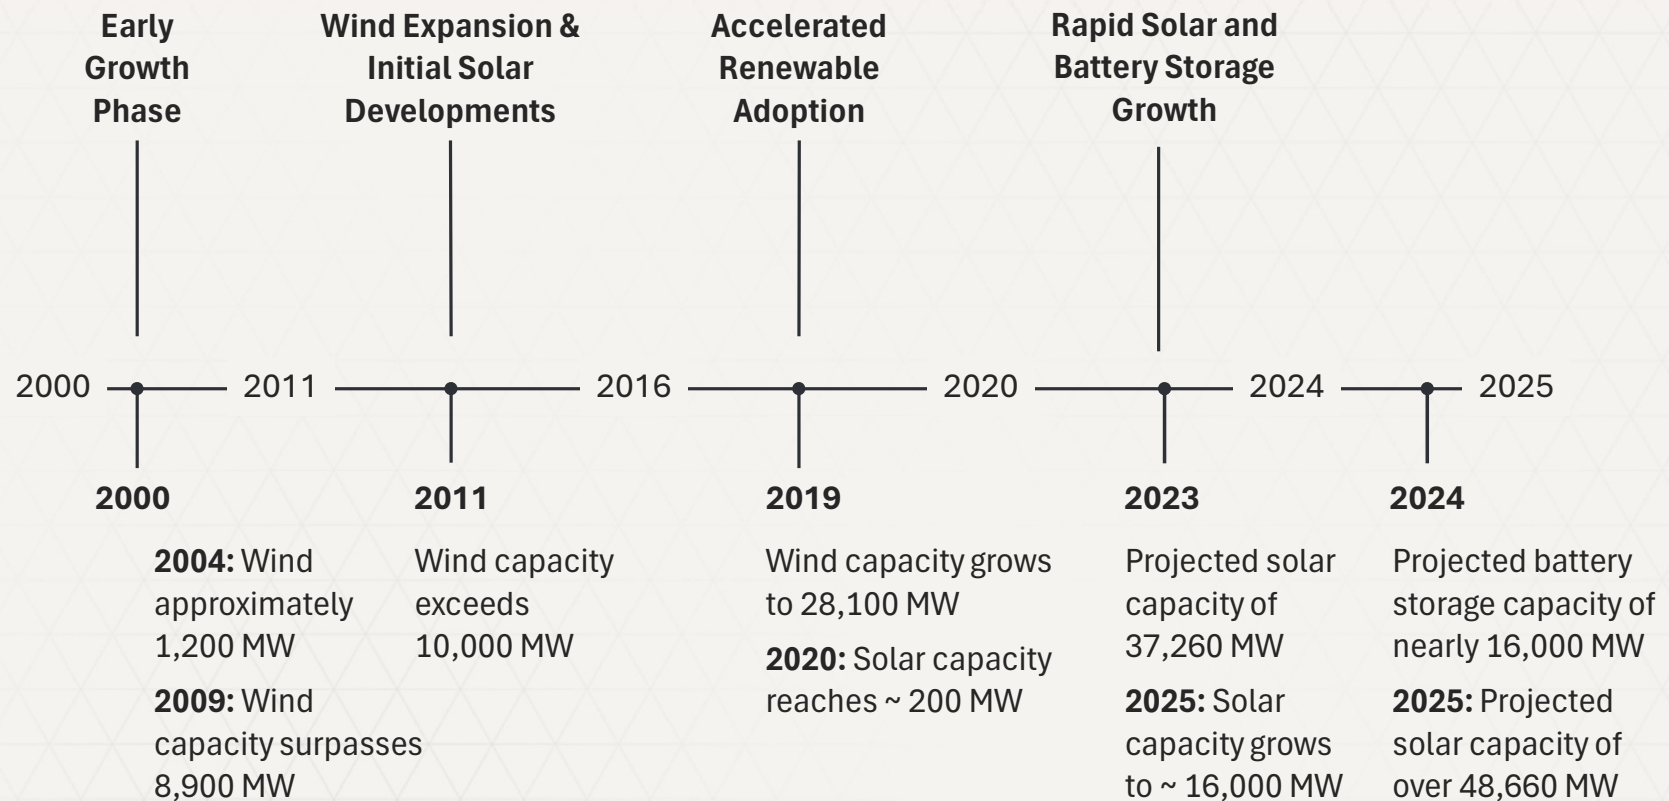 Early
Growth
Phase
Wind Expansion &
Initial Solar
Developments
Accelerated
Renewable
Adoption
Rapid Solar and
Battery Storage
Growth
2000
2011
2016
2020
2024
2025
2000
2004: Wind
approximately
1,200 MW
2009: Wind
capacity surpasses
8,900 MW
2011
Wind capacity
exceeds
10,000 MW
2019
Wind capacity grows
to 28,100 MW
2020: Solar capacity
reaches ~ 200 MW
2023
Projected solar
capacity of
37,260 MW
2025: Solar
capacity grows
to ~ 16,000 MW
2024
Projected battery
storage capacity of
nearly 16,000 MW
2025: Projected
solar capacity of
over 48,660 MW